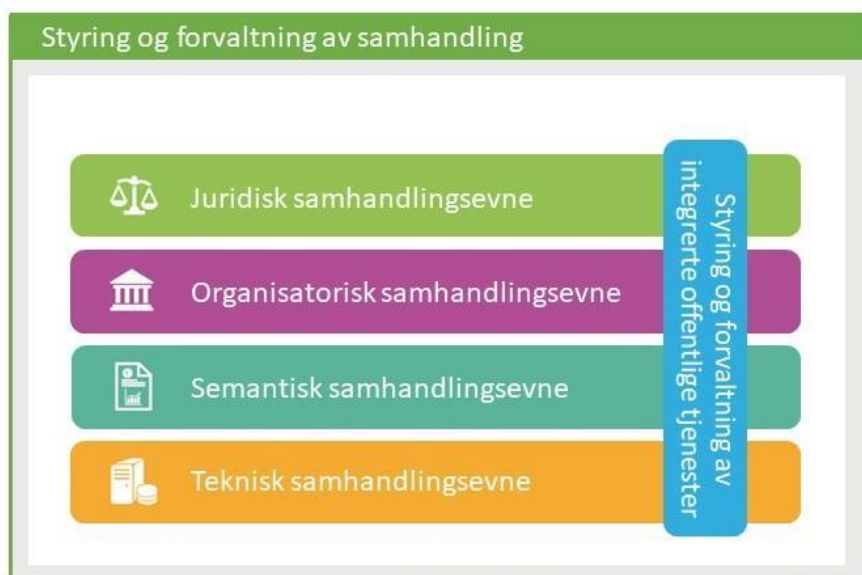 Styring og forvaltning av samhandling
Juridisk samhandlingsevne
Organisatorisk samhandlingsevne
Semantisk samhandlingsevne
Teknisk samhandlingsevne
Styring og forvaltning av
integrerte offentlige tjenester